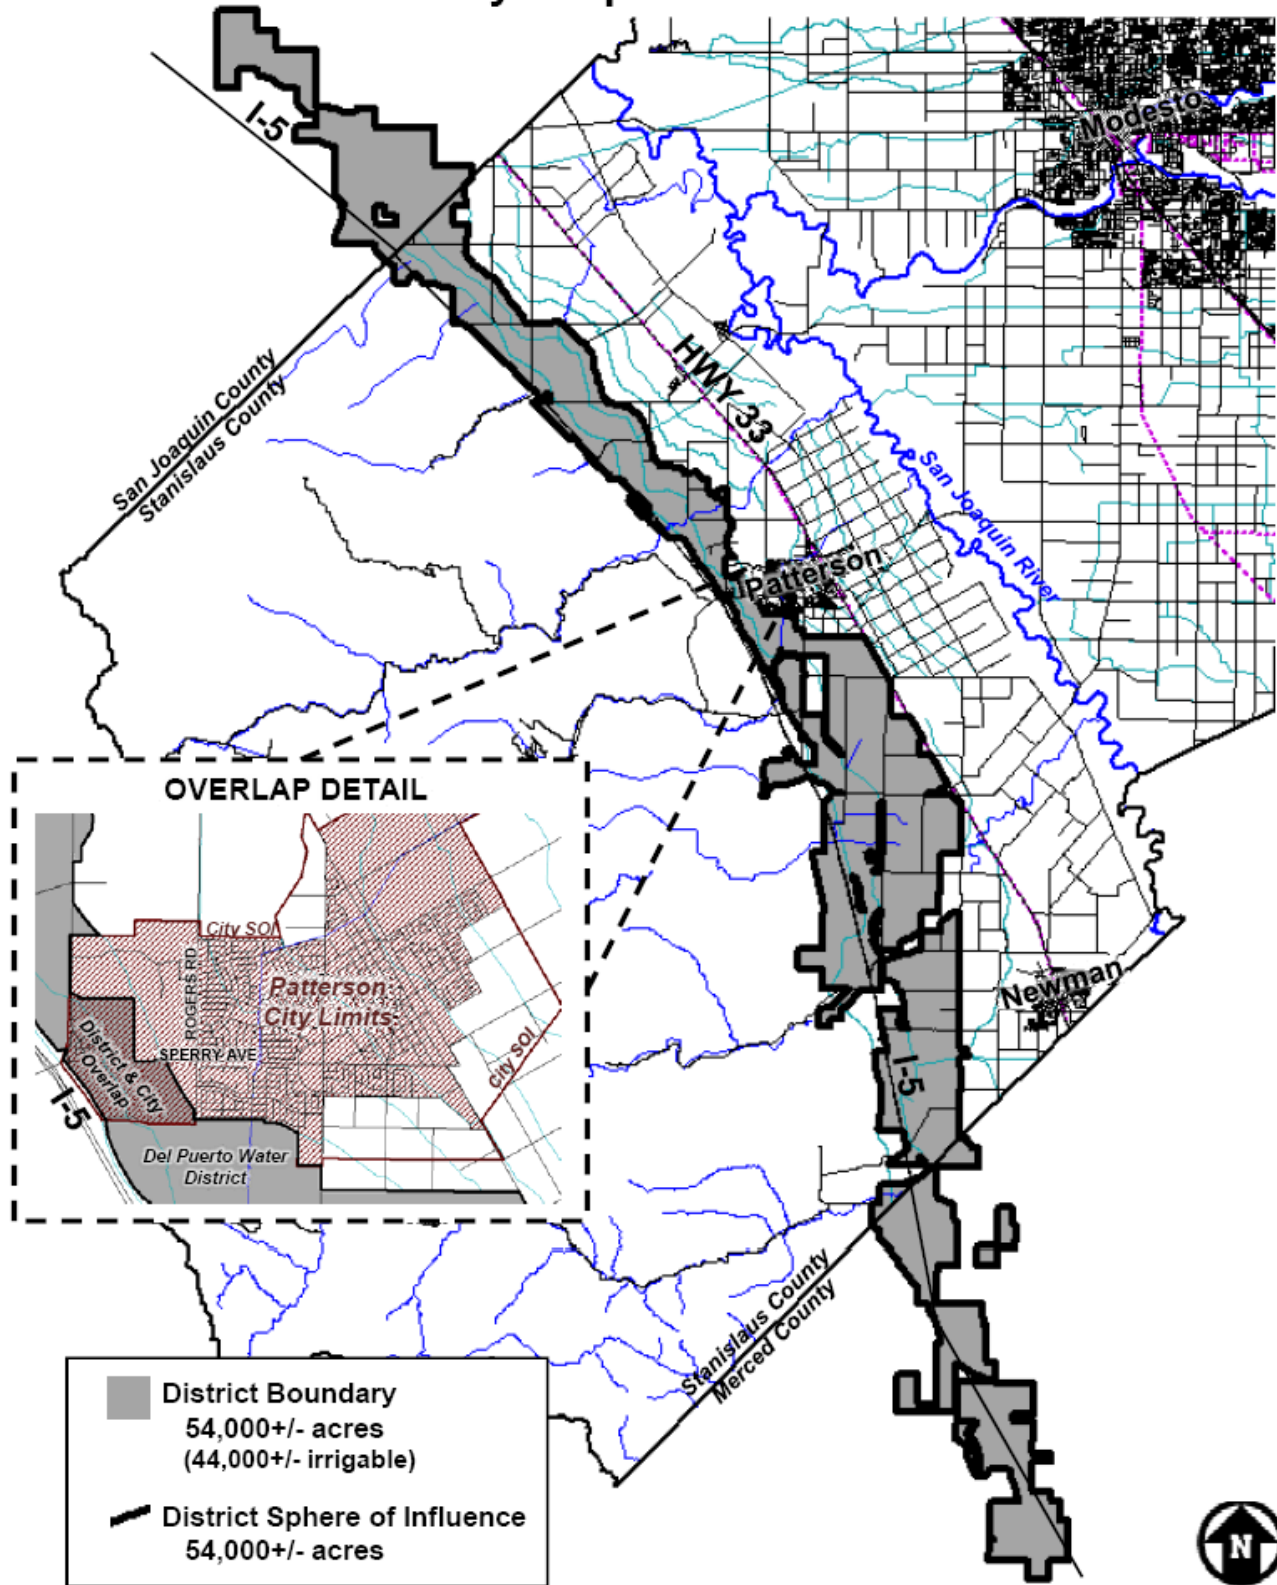 I-5
Modesto
HWY 33
San Joaquin County
Stanislaus County
San Joaquin River
Patterson
OVERLAP DETAIL
City SOI
ROGERS RD
Patterson
City Limits
SPERRY AVE
City SOI
District & City
Overlap
I-5
Del Puerto Water
District
Newman
I-5
Stanislaus County
Merced County
District Boundary
54,000+/- acres
(44,000+/- irrigable)
District Sphere of Influence
54,000+/- acres
N